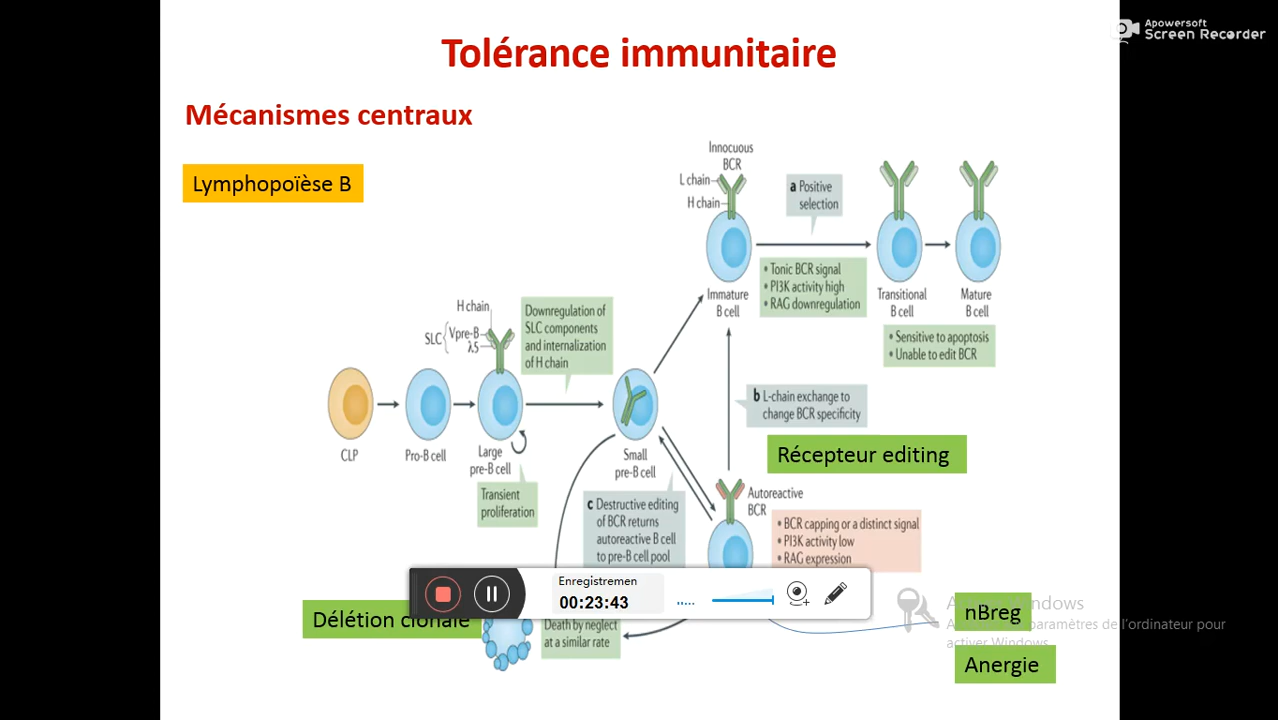 Tolérance immunitaire
Apowersoft
Screen Recorder
Mécanismes centraux
Lymphopoïèse B
Innocuous
BCR
L chain
H chain
a Positive
selection
• Tonic BCR signal
• PI3K activity high
• RAG downregulation
Immature
B cell
Transitional
B cell
Mature
B cell
• Sensitive to apoptosis
• Unable to edit BCR
H chain
SLC
Vpre-B
λ5
Downregulation of
SLC components
and internalization
of H chain
b L-chain exchange to
change BCR specificity
CLP
Pro-B cell
Large
pre-B cell
Small
pre-B cell
Récepteur editing
Transient
proliferation
c Destructive editing
of BCR returns
autoreactive B cell
to pre-B cell pool
Autoreactive
BCR
• BCR capping or a distinct signal
• PI3K activity low
• RAG expression
Enregistremen
00:23:43
Délétion clonale
Death by neglect
at a similar rate
nBreg
Windows
paramètres de l'ordinateur pour
activer Windows.
Anergie